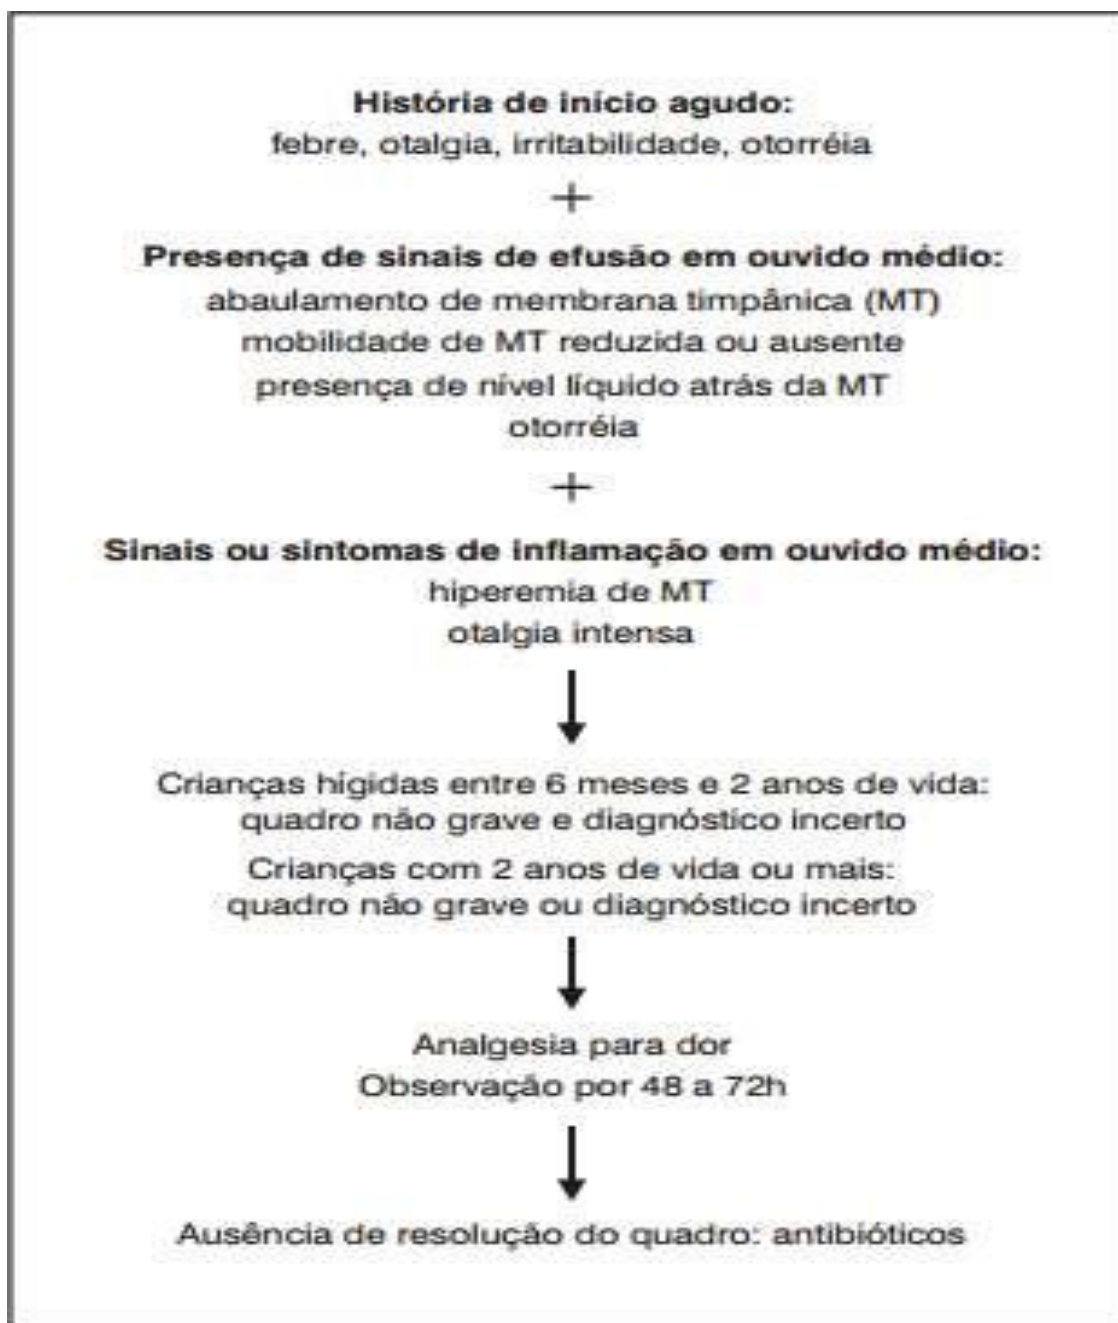 História de início agudo:
febre, otalgia, irritabilidade, otorréia
+
Presença de sinais de efusão em ouvido médio:
abaulamento de membrana timpânica (MT)
mobilidade de MT reduzida ou ausente
presença de nível líquido atrás da MT
otorréia
+
Sinais ou sintomas de inflamação em ouvido médio:
hiperemia de MT
otalgia intensa
Crianças hígidas entre 6 meses e 2 anos de vida:
quadro não grave e diagnóstico incerto
Crianças com 2 anos de vida ou mais:
quadro não grave ou diagnóstico incerto
Analgesia para dor
Observação por 48 a 72h
Ausência de resolução do quadro: antibióticos